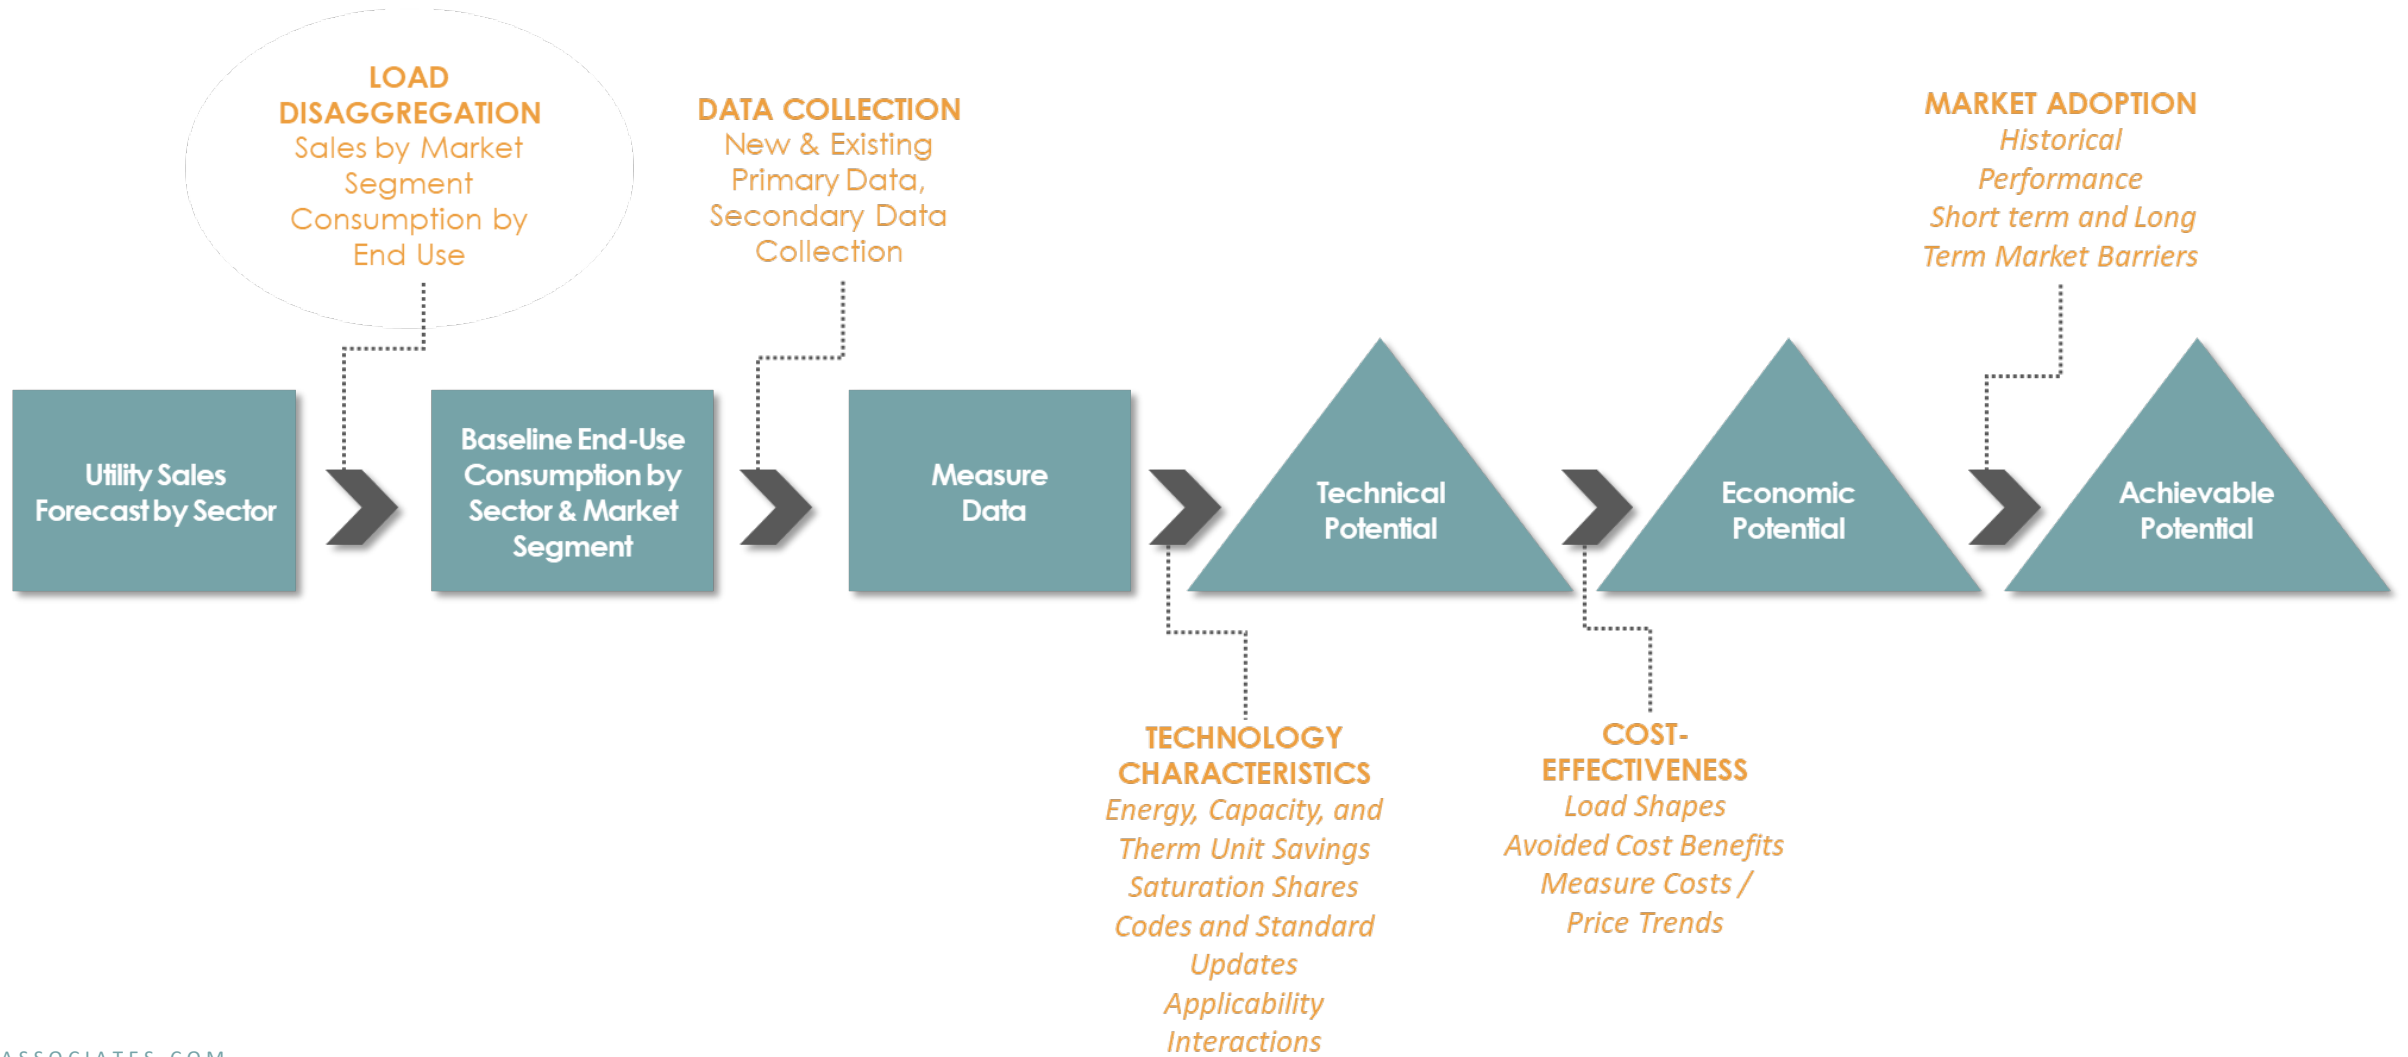 LOAD
DISAGGREGATION
Sales by Market
Segment
Consumption by
End Use
DATA COLLECTION
New & Existing
Primary Data,
Secondary Data
Collection
MARKET ADOPTION
Historical
Performance
Short term and Long
Term Market Barriers
Utility Sales
Forecast by Sector
Baseline End-Use
Consumption by
Sector & Market
Segment
Measure
Data
Technical
Potential
Economic
Potential
Achievable
Potential
TECHNOLOGY
CHARACTERISTICS
Energy, Capacity, and
Therm Unit Savings
Saturation Shares
Codes and Standard
Updates
Applicability
Interactions
COST-
EFFECTIVENESS
Load Shapes
Avoided Cost Benefits
Measure Costs /
Price Trends
ASSOCIATES.COM